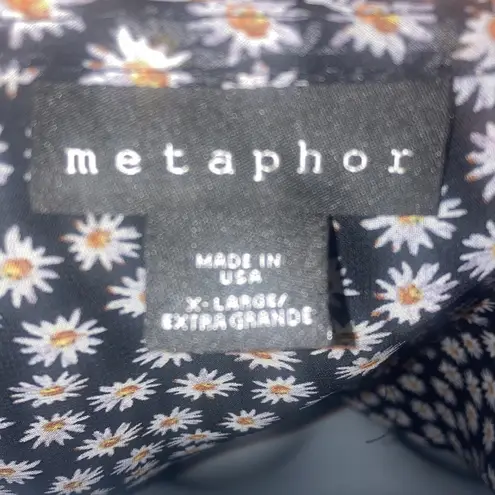 metaphor
MADE IN
USA
X-LARGE/
EXTRA GRANDE